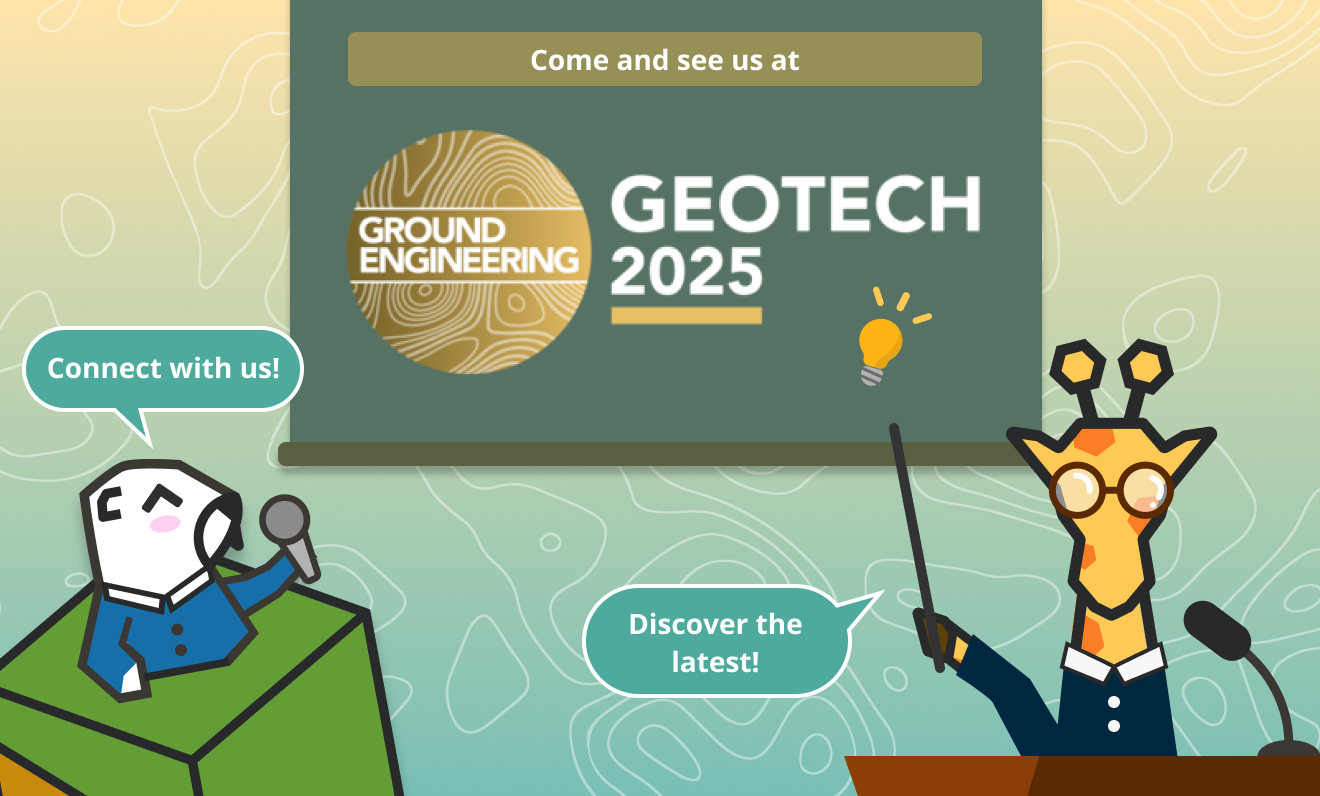 Come and see us at
GROUND
ENGINEERING
GEOTECH
2025
Connect with us!
Discover the
latest!